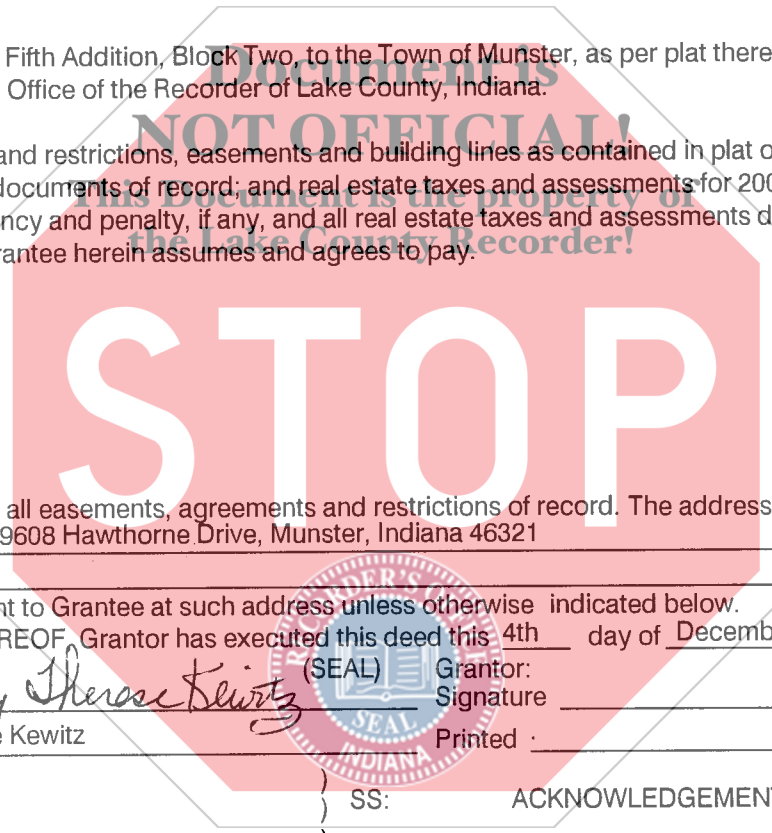 Fifth Addition, Block Two, to the Town of Munster, as per plat there
Document is
Office of the Recorder of Lake County, Indiana.
NOT OFFICIAL!
and restrictions, easements and building lines as contained in plat o
documents of record; and real estate taxes and assessments for 200
This Document is the property of
ncy and penalty, if any, and all real estate taxes and assessments d
the Lake County Recorder!
rantee herein assumes and agrees to pay.
STOP
all easements, agreements and restrictions of record. The address
9608 Hawthorne Drive, Munster, Indiana 46321
nt to Grantee at such address unless otherwise indicated below.
REOF, Grantor has executed this deed this 4th day of Decemb
y Therese Kewitz (SEAL) Grantor:
Signature
e Kewitz Printed
RECORDER'S OFFICE
SEAL
INDIANA
SS: ACKNOWLEDGEMENT